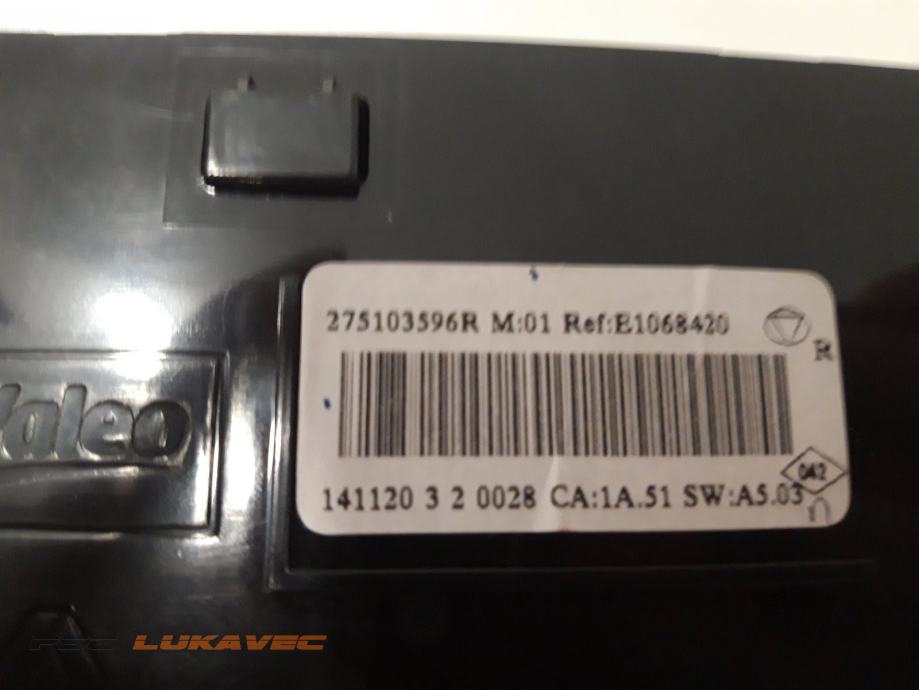 275103596R M:01 Ref:E1068420
R
Valeo
042
141120 3 2 0028 CA:1A.51 SW:A5.03
LUKAVEC